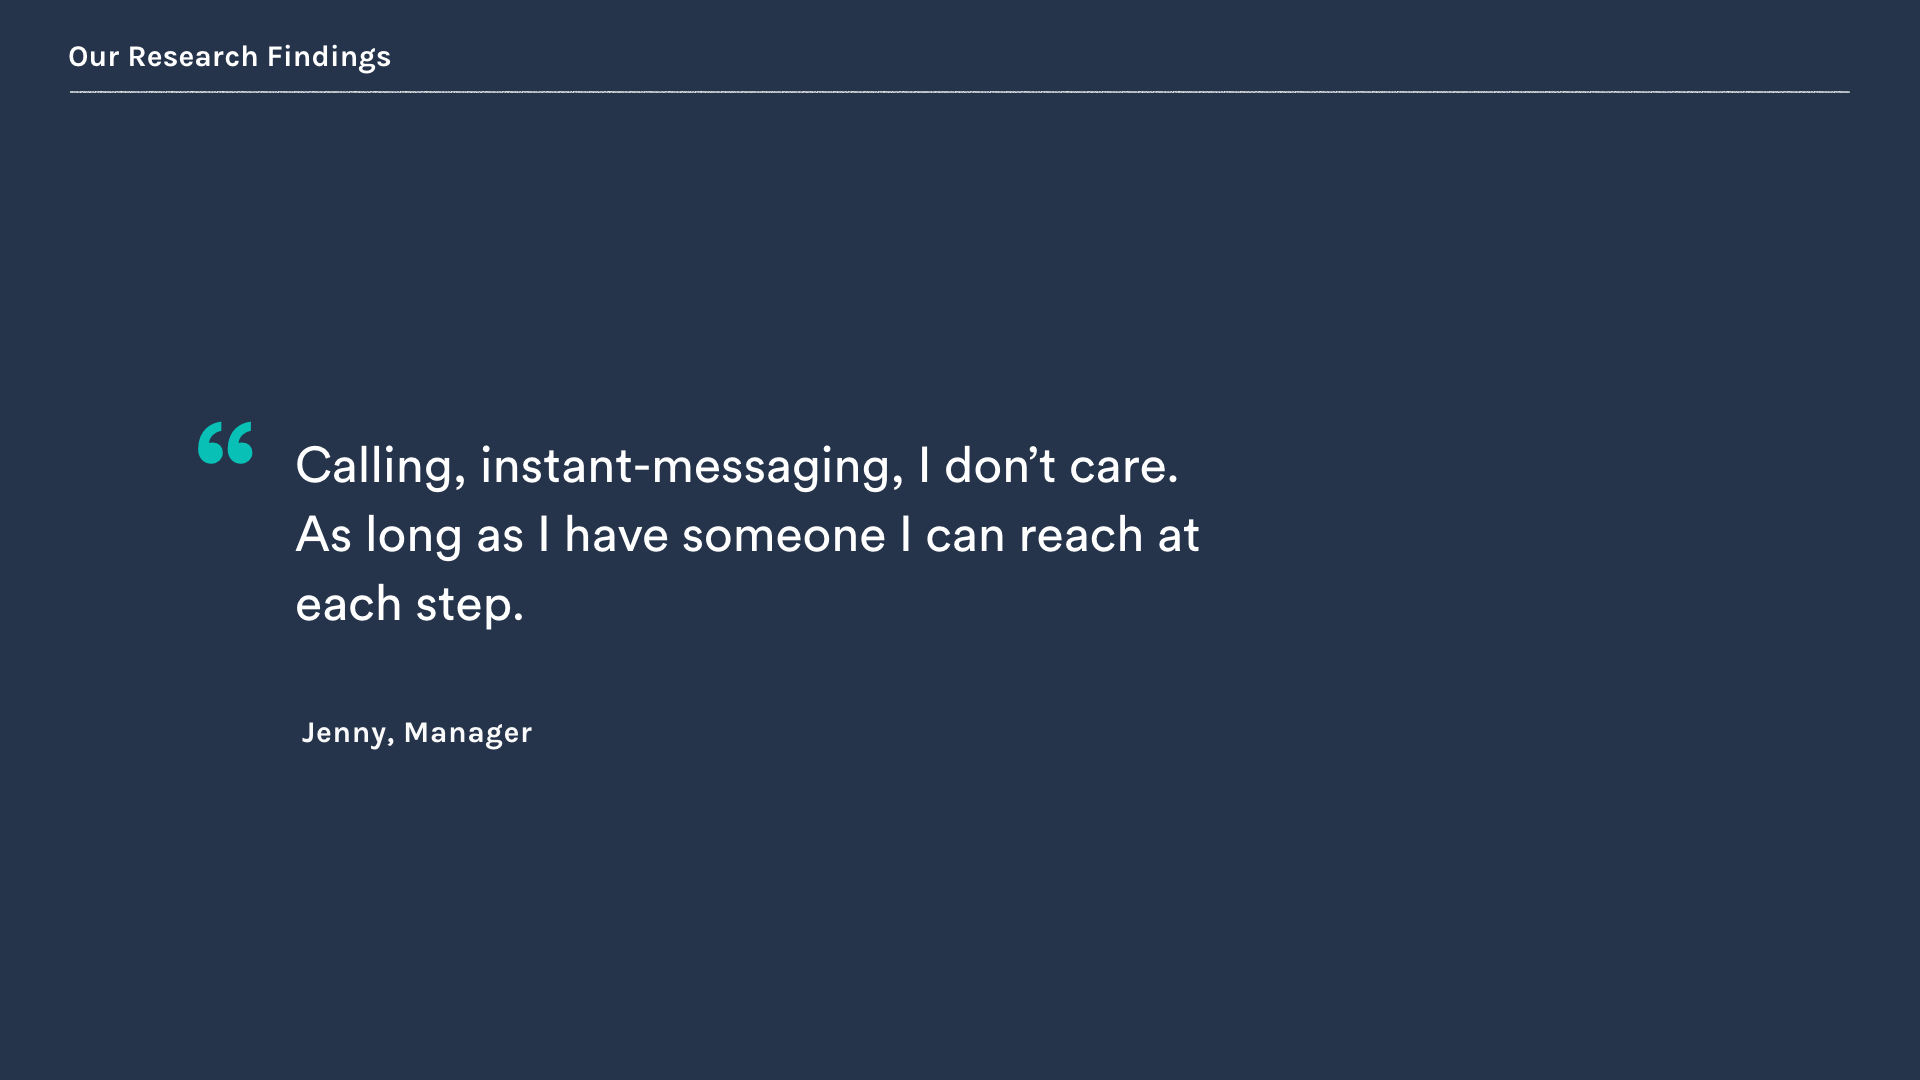 Our Research Findings
“ Calling, instant-messaging, I don’t care.
As long as I have someone I can reach at
each step.
Jenny, Manager